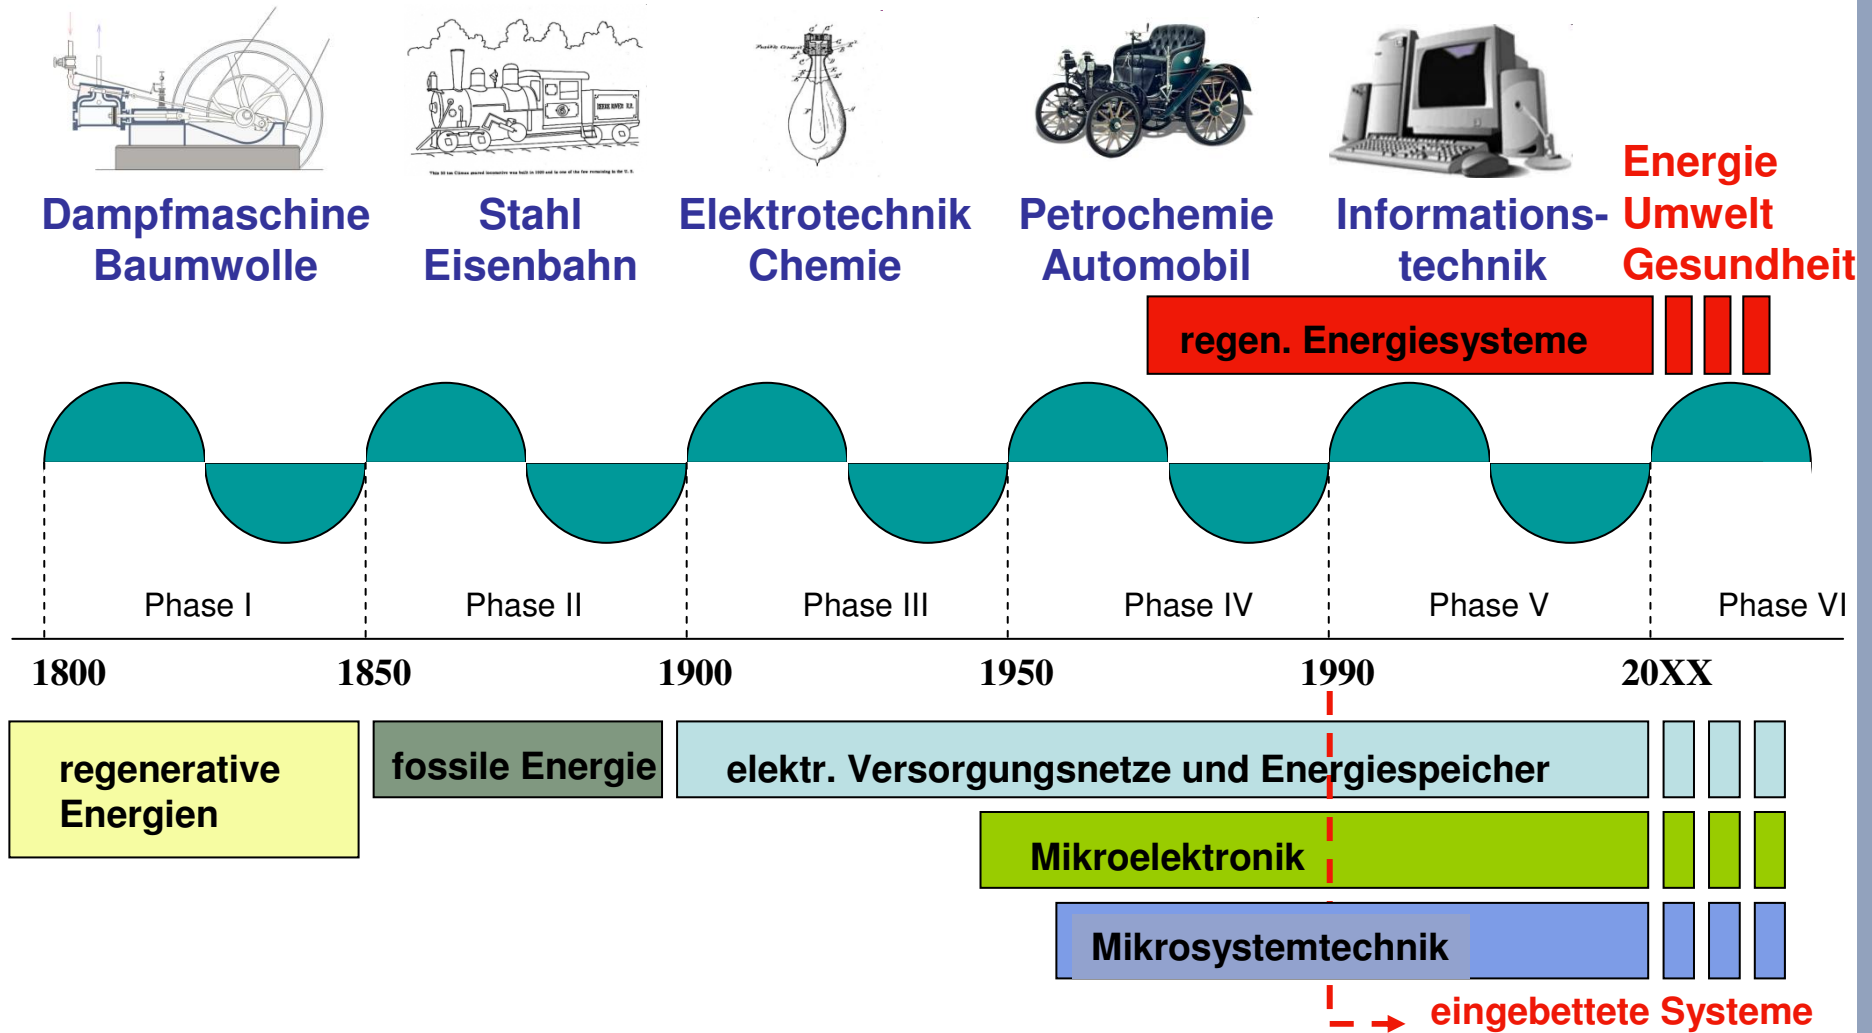 Dampfmaschine
Baumwolle
Stahl
Eisenbahn
Elektrotechnik
Chemie
Petrochemie
Automobil
Informations-
technik
Energie
Umwelt
Gesundheit
regen. Energiesysteme
Phase I
Phase II
Phase III
Phase IV
Phase V
Phase VI
1800
1850
1900
1950
1990
20XX
regenerative
Energien
fossile Energie
elektr. Versorgungsnetze und Energiespeicher
Mikroelektronik
Mikrosystemtechnik
eingebettete Systeme